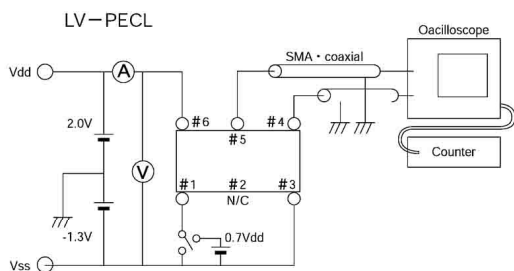 LV-PECL
Oacilloscope
SMA・coaxial
Vdd
A
#6
#5
#4
2.0V
V
Counter
#1
#2
#3
N/C
0.7Vdd
-1.3V
Vss